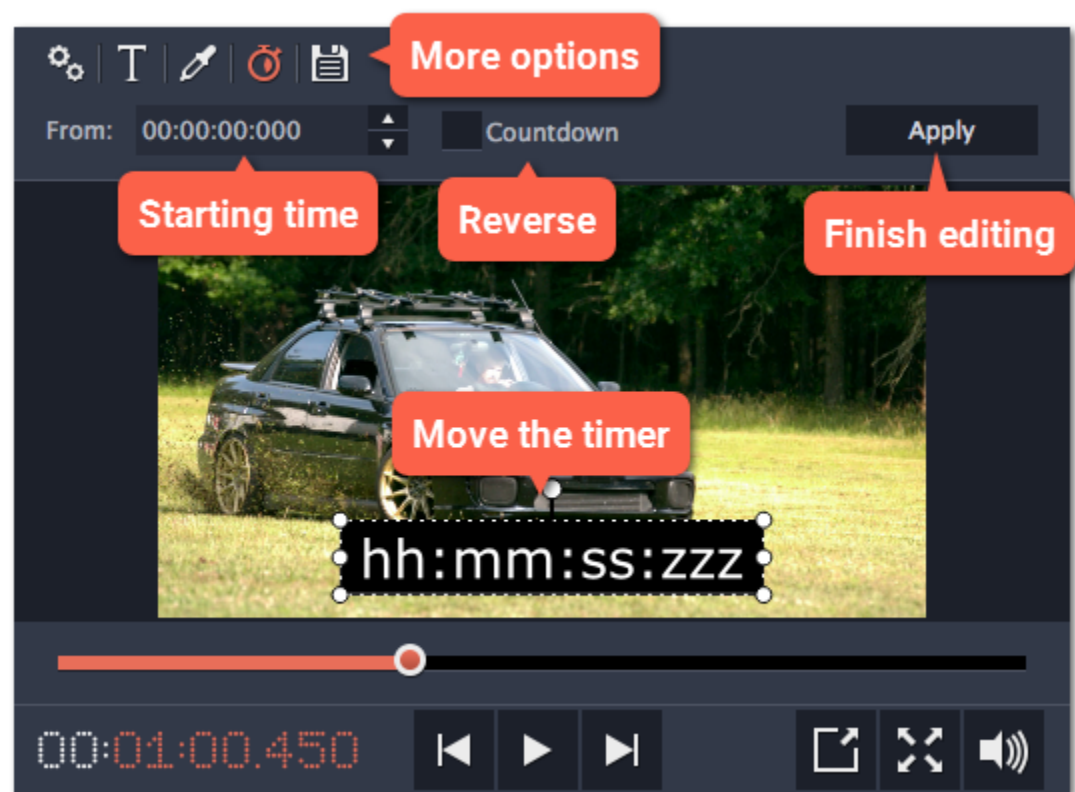 T
More options
From: 00:00:00:000 Countdown Apply
Starting time
Reverse
Finish editing
Move the timer
hh:mm:ss:zzz
00:01:00.450